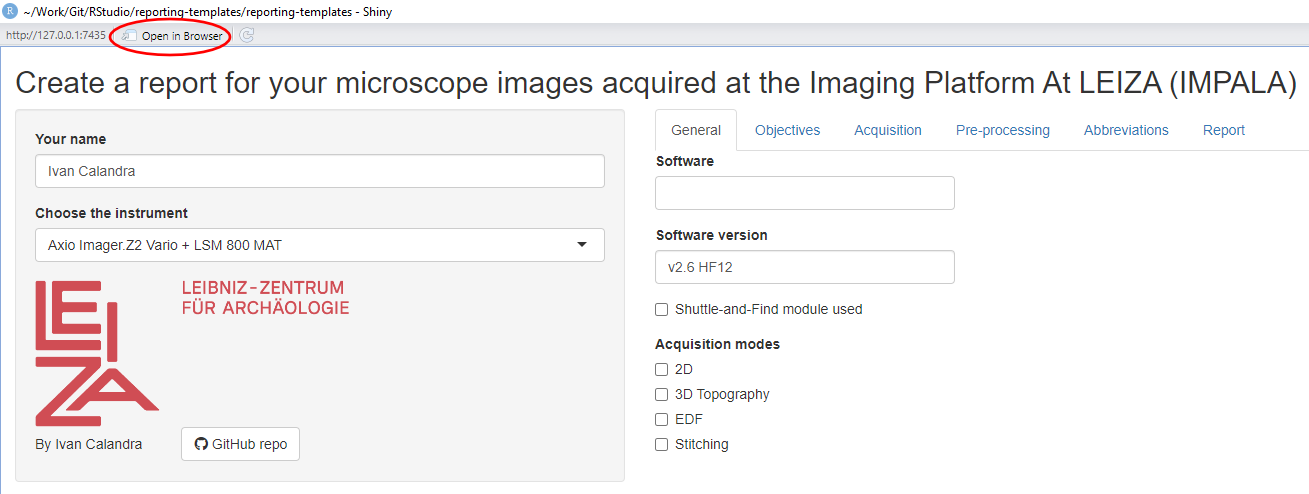 R ~/Work/Git/RStudio/reporting-templates/reporting-templates - Shiny
http://127.0.0.1:7435 Open in Browser
Create a report for your microscope images acquired at the Imaging Platform At LEIZA (IMPALA)
Your name
Ivan Calandra
Choose the instrument
Axio Imager.Z2 Vario + LSM 800 MAT
LEIZA
LEIBNIZ-ZENTRUM
FÜR ARCHÄOLOGIE
By Ivan Calandra
GitHub repo
General Objectives Acquisition Pre-processing Abbreviations Report
Software
Software version
v2.6 HF12
Shuttle-and-Find module used
Acquisition modes
2D
3D Topography
EDF
Stitching